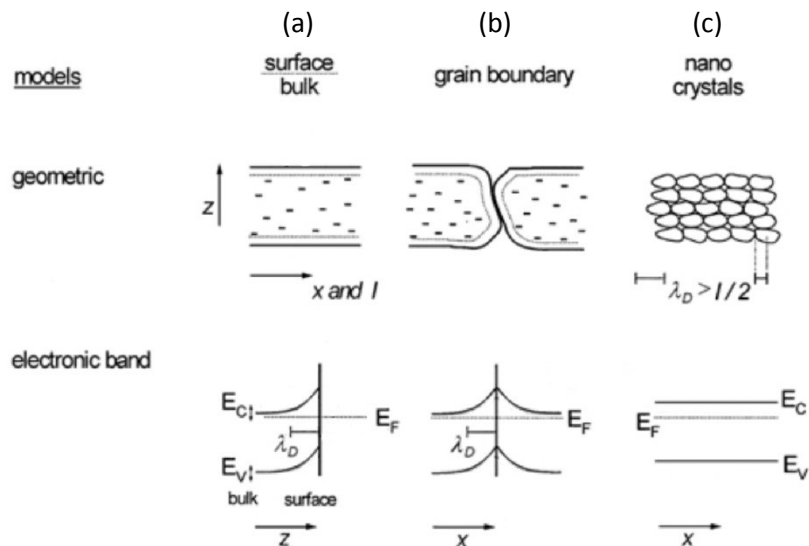 (a) (b) (c)
models
surface
bulk
grain boundary
nano
crystals
geometric
z
x and I
λD > l/2
electronic band
EC
EV
EF
λD
bulk surface
z
EF
λD
x
EC
EF
EV
x